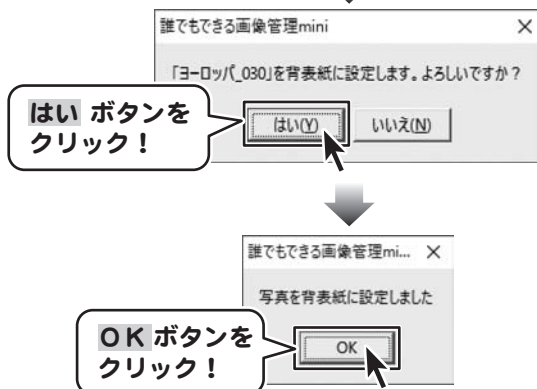 誰でもできる画像管理mini
「ヨーロッパ_030」を背表紙に設定します。よろしいですか？
はい ボタンを
クリック！
はい(Y)
いいえ(N)
誰でもできる画像管理mi...
写真を背表紙に設定しました
ＯＫ ボタンを
クリック！
OK